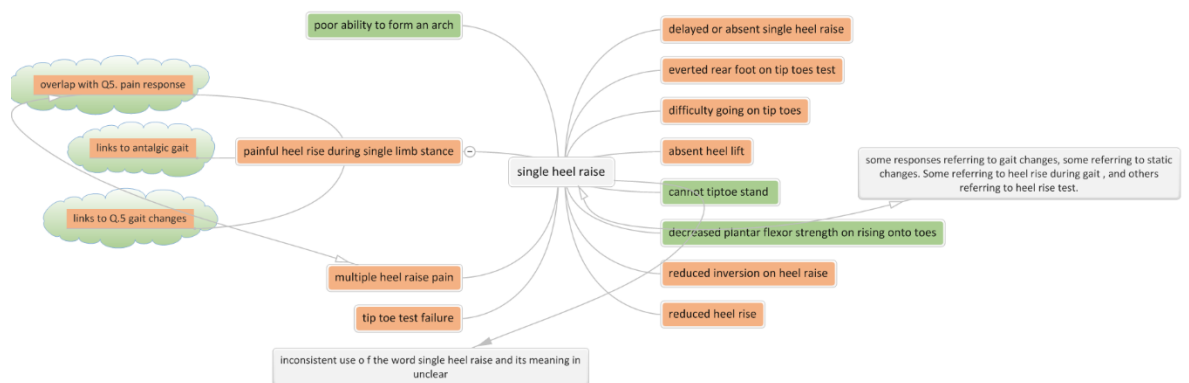 poor ability to form an arch
overlap with Q5. pain response
links to antalgic gait
links to Q.5 gait changes
painful heel rise during single limb stance
multiple heel raise pain
tip toe test failure
single heel raise
delayed or absent single heel raise
everted rear foot on tip toes test
difficulty going on tip toes
absent heel lift
cannot tiptoe stand
decreased plantar flexor strength on rising onto toes
reduced inversion on heel raise
reduced heel rise
some responses referring to gait changes, some referring to static
changes. Some referring to heel rise during gait , and others
referring to heel rise test.
inconsistent use o f the word single heel raise and its meaning in
unclear